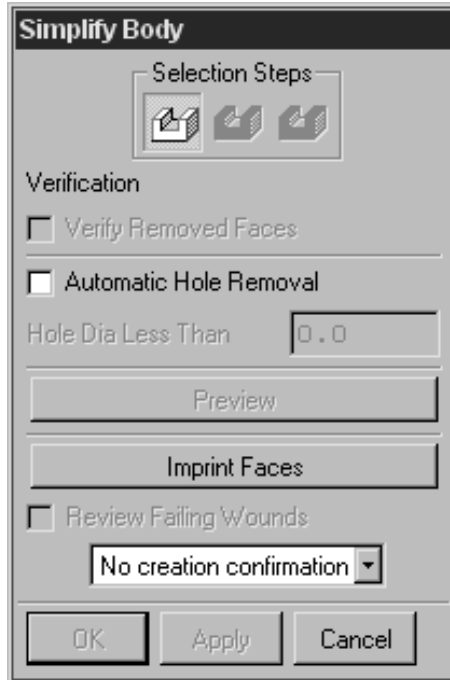 Simplify Body
Selection Steps
Verification
Verify Removed Faces
Automatic Hole Removal
Hole Dia Less Than 0.0
Preview
Imprint Faces
Review Failing Wounds
No creation confirmation
OK Apply Cancel